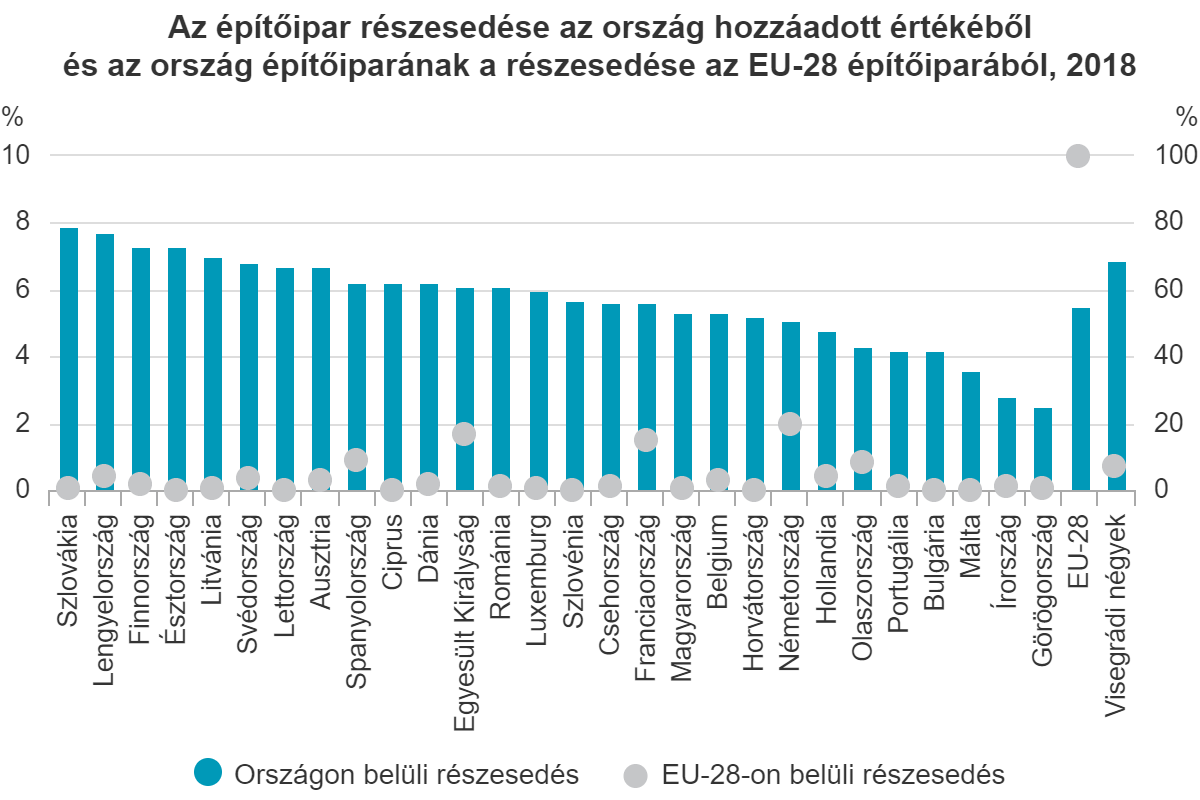 Az építőipar részesedése az ország hozzáadott értékéből
és az ország építőiparának a részesedése az EU-28 építőiparából, 2018
% %
10 100
8 80
6 60
4 40
2 20
0 0
Szlovákia
Lengyelország
Finnország
Észtország
Litvánia
Svédország
Lettország
Ausztria
Spanyolország
Ciprus
Dánia
Egyesült Királyság
Románia
Luxemburg
Szlovénia
Csehország
Franciaország
Magyarország
Belgium
Horvátország
Németország
Hollandia
Olaszország
Portugália
Bulgária
Málta
Írország
Görögország
EU-28
Visegrádi négyek
Országon belüli részesedés EU-28-on belüli részesedés